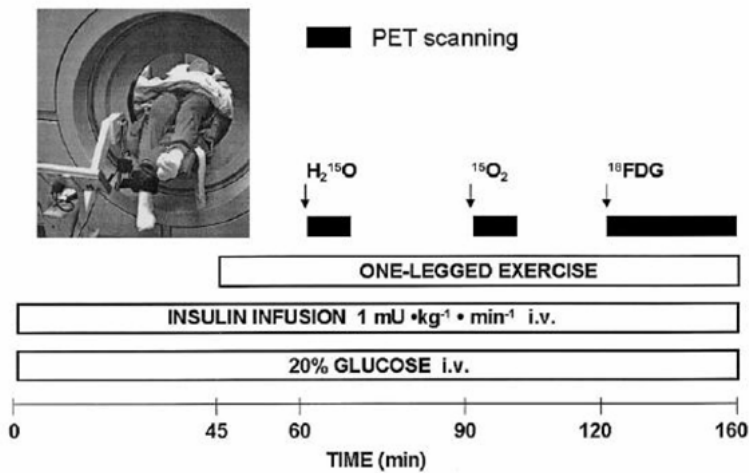 PET scanning
H₂¹⁵O ¹⁵O₂ ¹⁸FDG
ONE-LEGGED EXERCISE
INSULIN INFUSION 1 mU •kg⁻¹ • min⁻¹ i.v.
20% GLUCOSE i.v.
0 45 60 90 120 160
TIME (min)